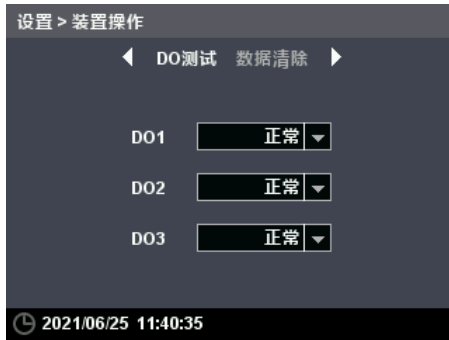 设置 > 装置操作
DO测试 数据清除
DO1 正常
DO2 正常
DO3 正常
2021/06/25 11:40:35